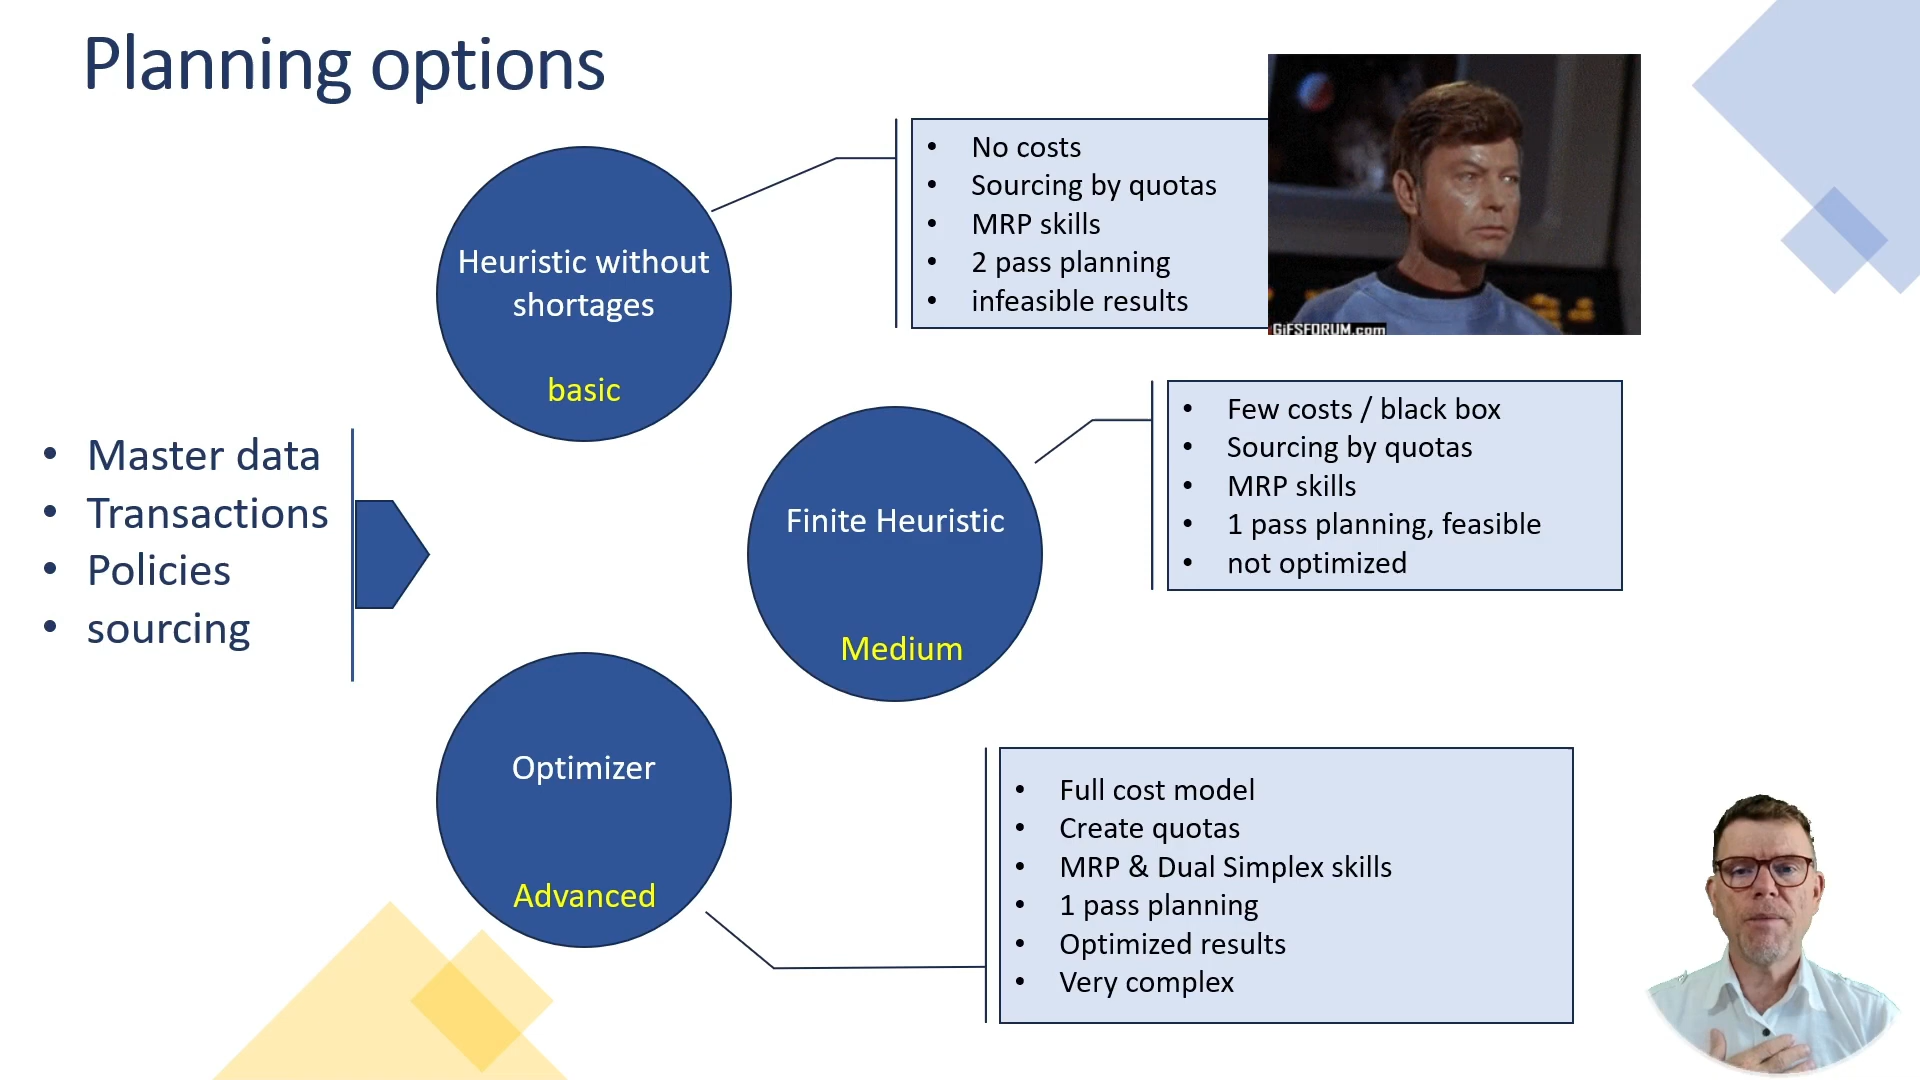 Planning options
• Master data
• Transactions
• Policies
• sourcing
Heuristic without
shortages
basic
• No costs
• Sourcing by quotas
• MRP skills
• 2 pass planning
• infeasible results
GiFSFORUM.com
Finite Heuristic
Medium
• Few costs / black box
• Sourcing by quotas
• MRP skills
• 1 pass planning, feasible
• not optimized
Optimizer
Advanced
• Full cost model
• Create quotas
• MRP & Dual Simplex skills
• 1 pass planning
• Optimized results
• Very complex